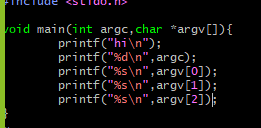 #include <stido.h>
void main(int argc,char *argv[]){
printf("hi\n");
printf("%d\n",argc);
printf("%s\n",argv[0]);
printf("%s\n",argv[1]);
printf("%s\n",argv[2]);
}